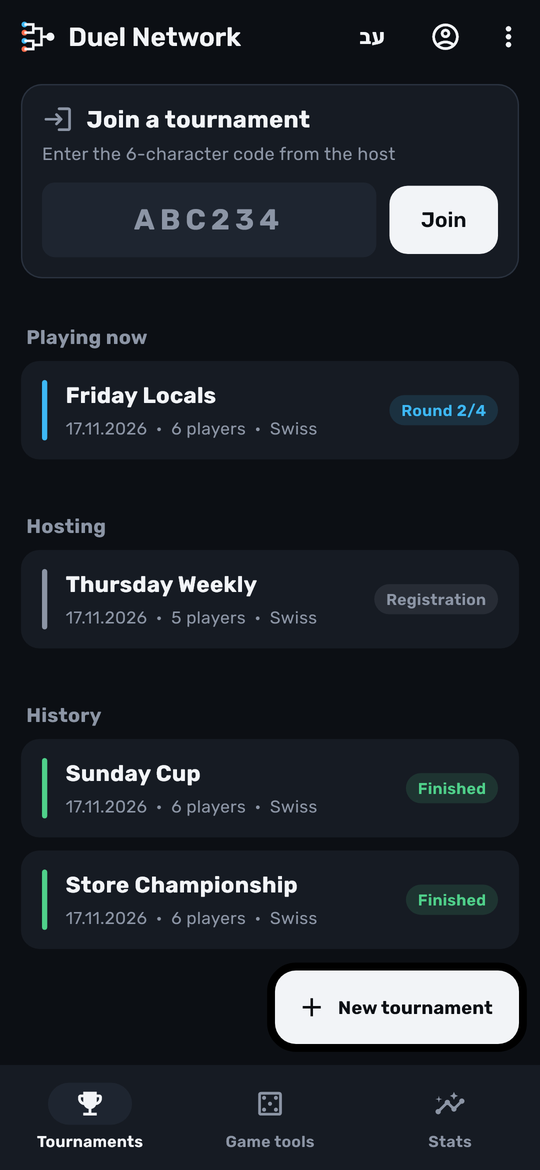 Duel Network
עב
Join a tournament
Enter the 6-character code from the host
ABC234
Join
Playing now
Friday Locals
17.11.2026 • 6 players • Swiss
Round 2/4
Hosting
Thursday Weekly
17.11.2026 • 5 players • Swiss
Registration
History
Sunday Cup
17.11.2026 • 6 players • Swiss
Finished
Store Championship
17.11.2026 • 6 players • Swiss
Finished
New tournament
Tournaments
Game tools
Stats